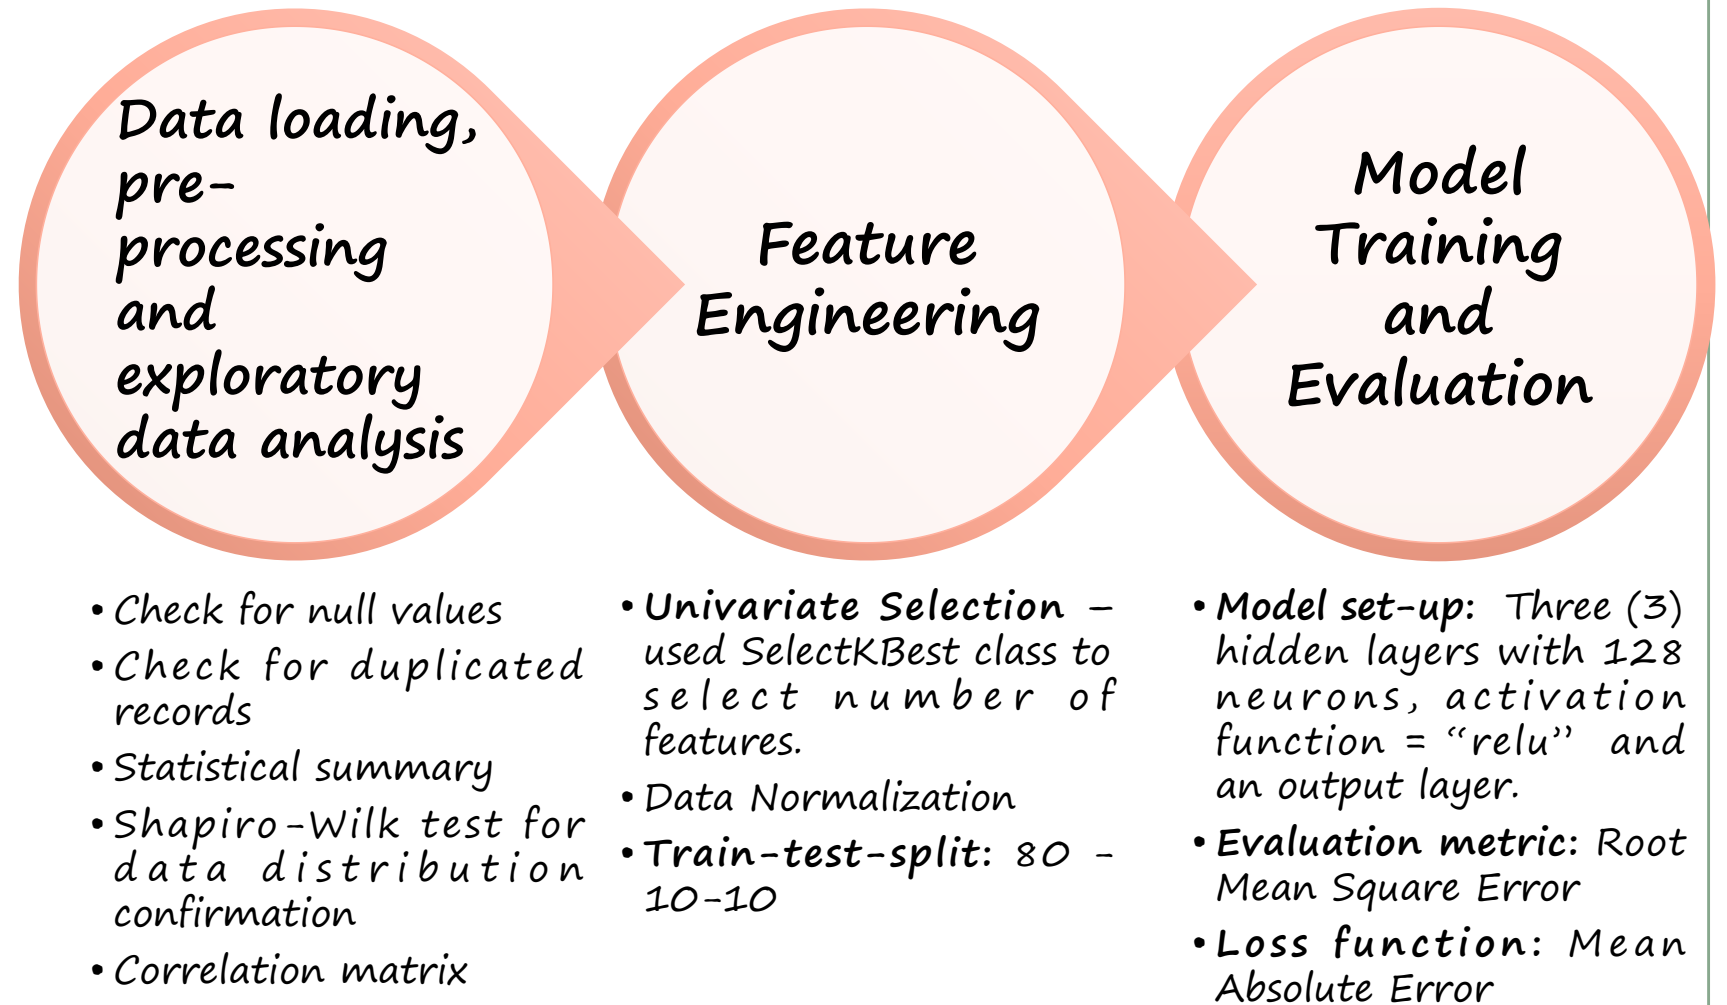 Data loading,
pre-
processing
and
exploratory
data analysis
Feature
Engineering
Model
Training
and
Evaluation
• Check for null values
• Check for duplicated
records
• Statistical summary
• Shapiro-Wilk test for
data distribution
confirmation
• Correlation matrix
• Univariate Selection –
used SelectKBest class to
select number of
features.
• Data Normalization
• Train-test-split: 80 -
10-10
• Model set-up: Three (3)
hidden layers with 128
neurons, activation
function = “relu” and
an output layer.
• Evaluation metric: Root
Mean Square Error
• Loss function: Mean
Absolute Error